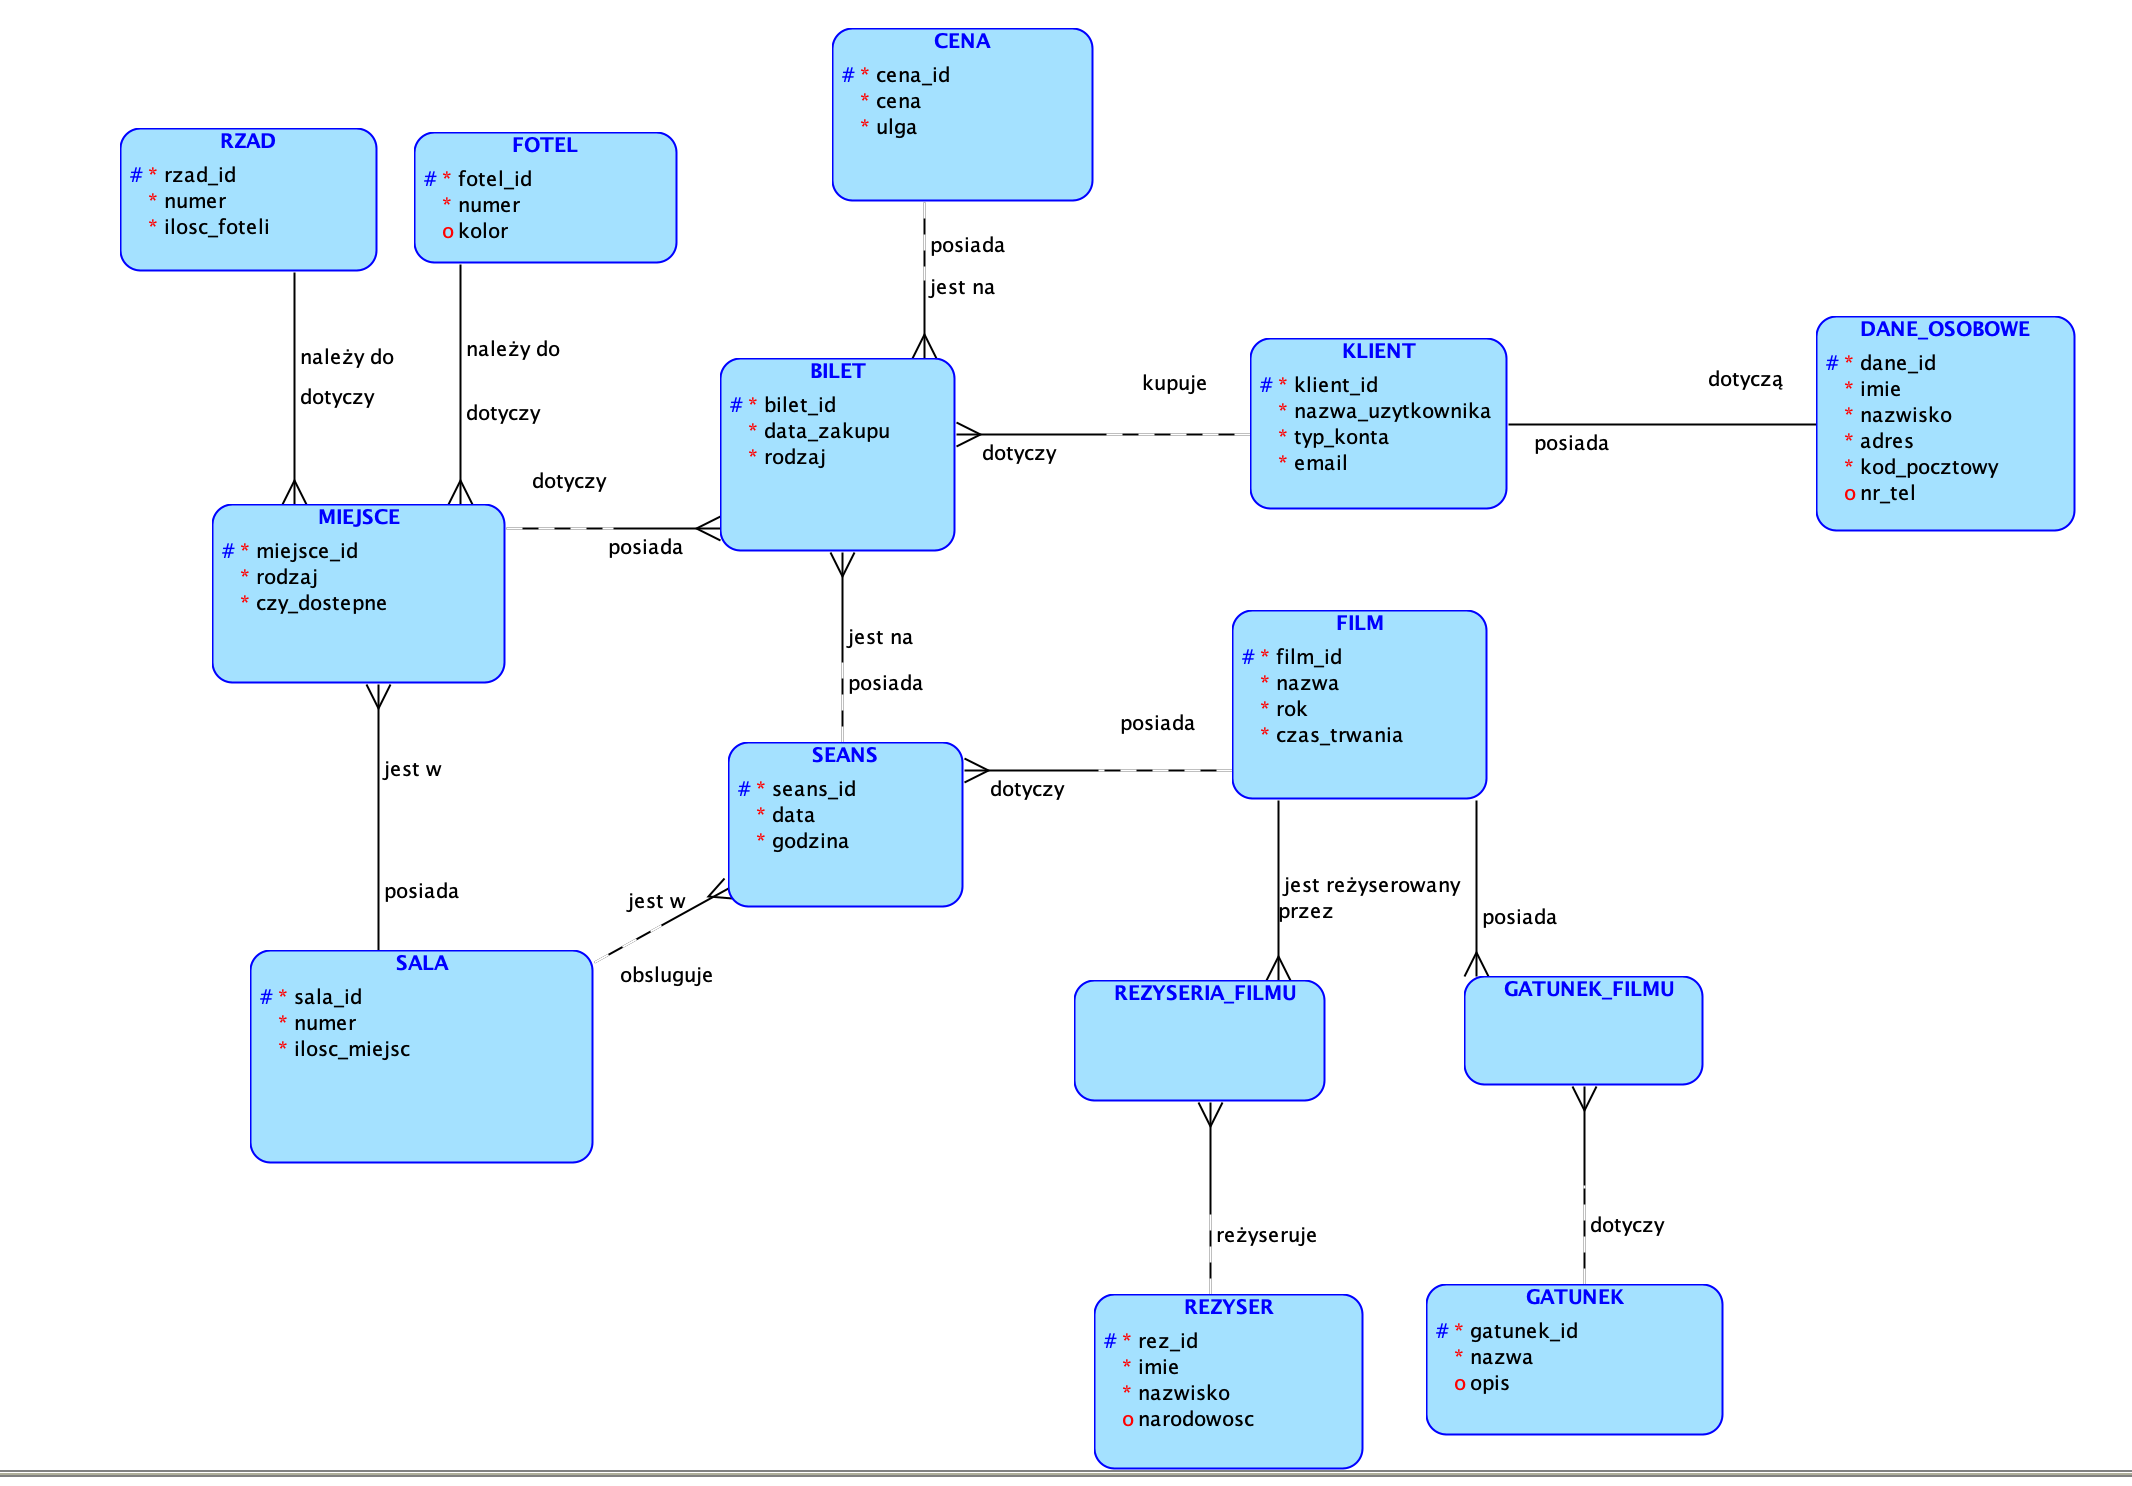 CENA
# * cena_id
* cena
* ulga
RZAD
# * rzad_id
* numer
* ilosc_foteli
FOTEL
# * fotel_id
* numer
o kolor
posiada
jest na
należy do
dotyczy
należy do
dotyczy
BILET
# * bilet_id
* data_zakupu
* rodzaj
kupuje
dotyczy
KLIENT
# * klient_id
* nazwa_uzytkownika
* typ_konta
* email
dotyczą
posiada
DANE_OSOBOWE
# * dane_id
* imie
* nazwisko
* adres
* kod_pocztowy
o nr_tel
dotyczy
posiada
MIEJSCE
# * miejsce_id
* rodzaj
* czy_dostepne
jest na
posiada
FILM
# * film_id
* nazwa
* rok
* czas_trwania
posiada
dotyczy
SEANS
# * seans_id
* data
* godzina
jest w
posiada
jest w
obsluguje
jest reżyserowany
przez
posiada
SALA
# * sala_id
* numer
* ilosc_miejsc
REZYSERIA_FILMU
GATUNEK_FILMU
reżyseruje
dotyczy
REZYSER
# * rez_id
* imie
* nazwisko
o narodowosc
GATUNEK
# * gatunek_id
* nazwa
o opis